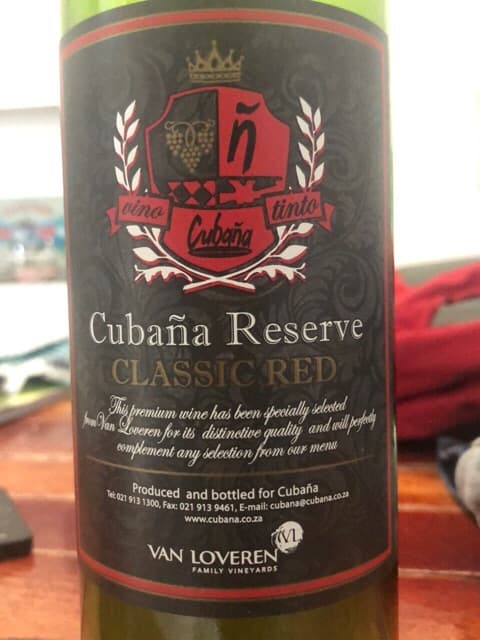 ñ
vino
tinto
Cubaña
Cubaña Reserve
CLASSIC RED
This premium wine has been specially selected
from Van Loveren for its distinctive quality and will perfectly
complement any selection from our menu
Produced and bottled for Cubaña
Tel: 021 913 1300, Fax: 021 913 9461, E-mail: cubana@cubana.co.za
www.cubana.co.za
VL
VAN LOVEREN
FAMILY VINEYARDS